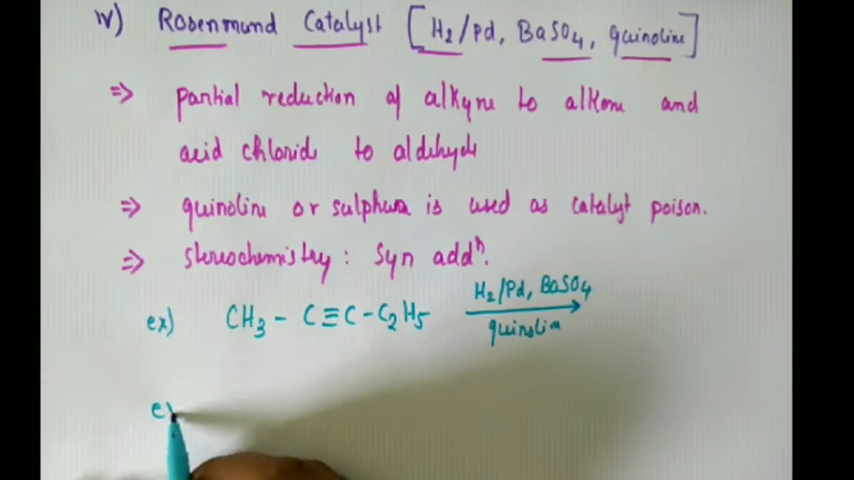 iv) Rosenmund Catalyst [H₂/Pd, BaSO₄, quinoline]
⇒ partial reduction of alkyne to alkene and
acid chloride to aldehyde
⇒ quinoline or sulphur is used as catalyst poison.
⇒ stereochemistry: Syn addⁿ.
ex) CH₃ - C≡C - C₂H₅ H₂/Pd, BaSO₄ →
quinolin
e)